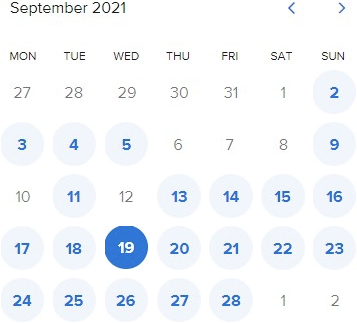 September 2021
MON TUE WED THU FRI SAT SUN
27 28 29 30 31 1 2
3 4 5 6 7 8 9
10 11 12 13 14 15 16
17 18 19 20 21 22 23
24 25 26 27 28 1 2